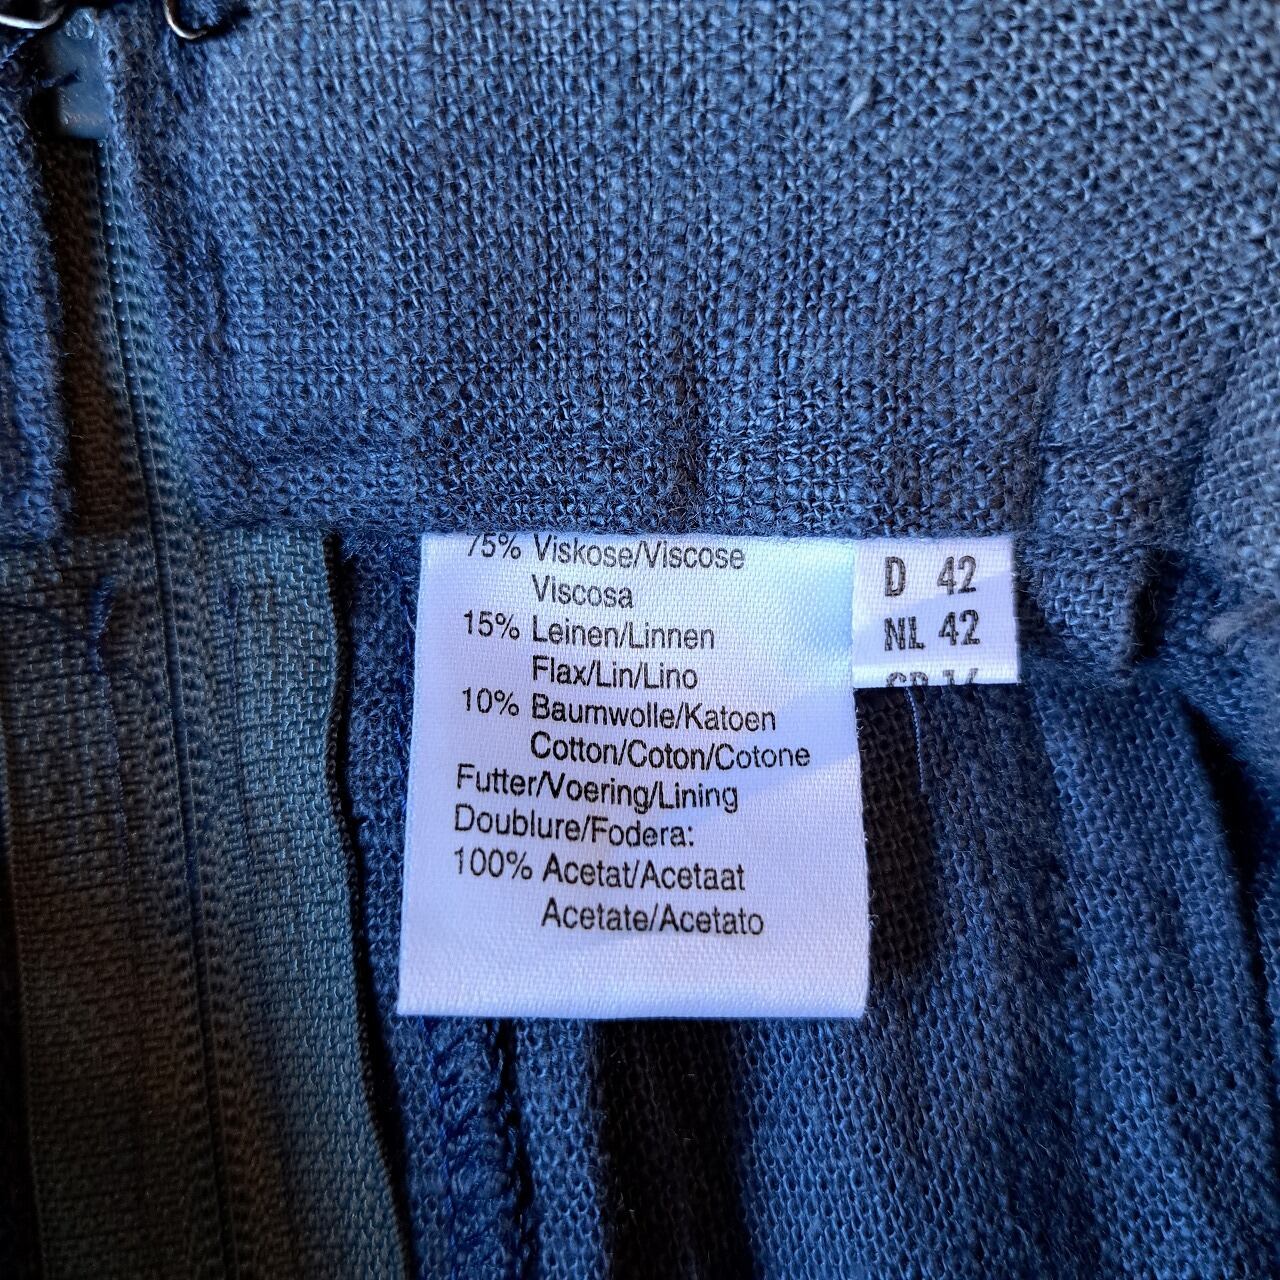 75% Viskose/Viscose
Viscosa
15% Leinen/Linnen
Flax/Lin/Lino
10% Baumwolle/Katoen
Cotton/Coton/Cotone
Futter/Voering/Lining
Doublure/Fodera:
100% Acetat/Acetaat
Acetate/Acetato
D 42
NL 42